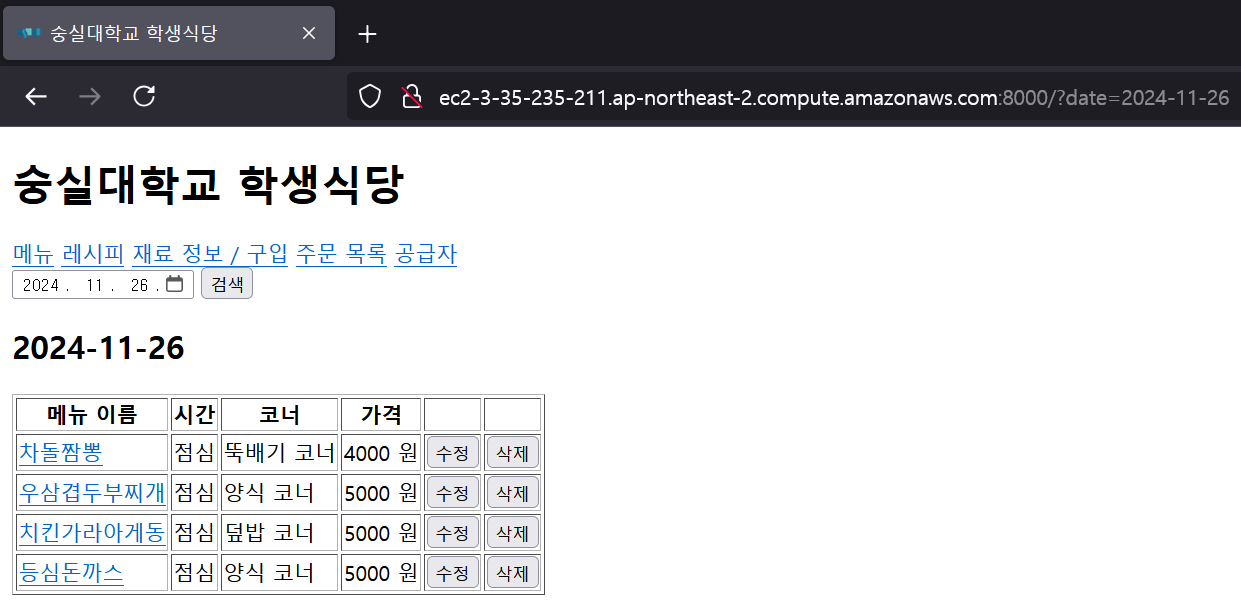 숭실대학교 학생식당
ec2-3-35-235-211.ap-northeast-2.compute.amazonaws.com:8000/?date=2024-11-26
숭실대학교 학생식당
메뉴 레시피 재료 정보 / 구입 주문 목록 공급자
2024. 11. 26. 검색
2024-11-26
메뉴 이름 시간 코너 가격
차돌짬뽕 점심 뚝배기 코너 4000 원 수정 삭제
우삼겹두부찌개 점심 양식 코너 5000 원 수정 삭제
치킨가라아게동 점심 덮밥 코너 5000 원 수정 삭제
등심돈까스 점심 양식 코너 5000 원 수정 삭제